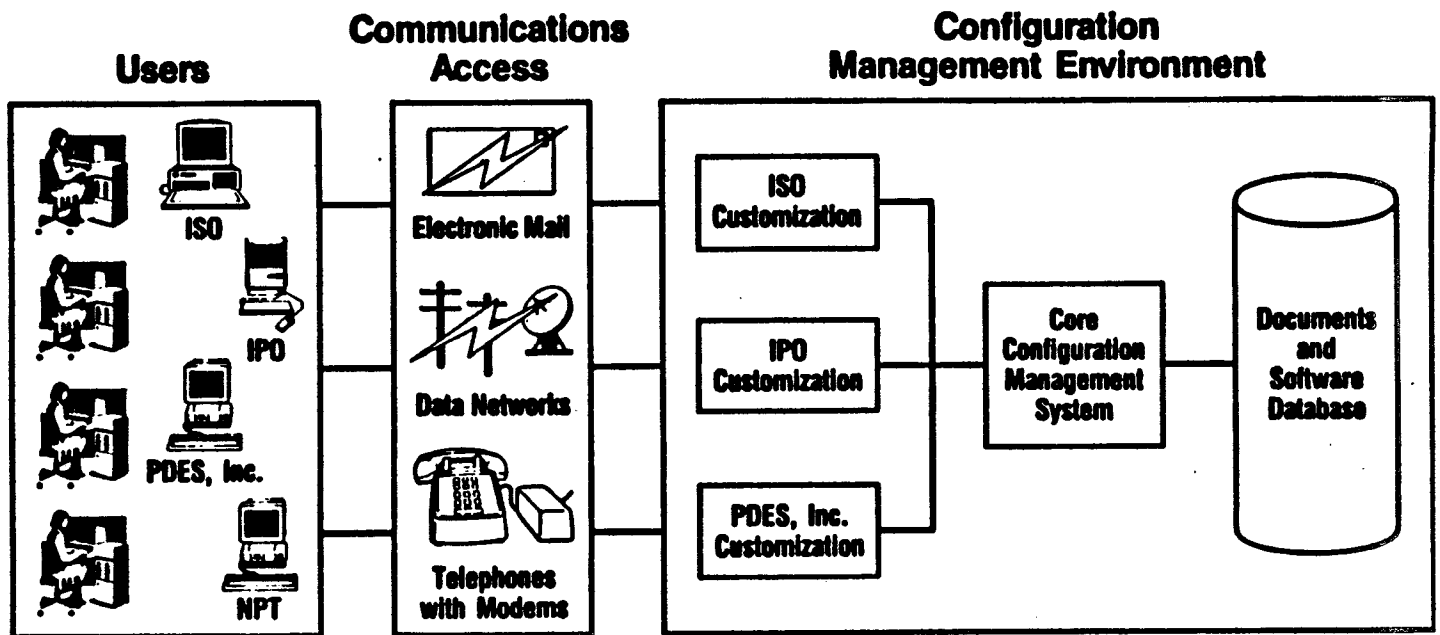 Users
Communications
Access
Configuration
Management Environment
ISO
IPO
PDES, Inc.
NPT
Electronic Mail
Data Networks
Telephones
with Modems
ISO
Customization
IPO
Customization
PDES, Inc.
Customization
Core
Configuration
Management
System
Documents
and
Software
Database